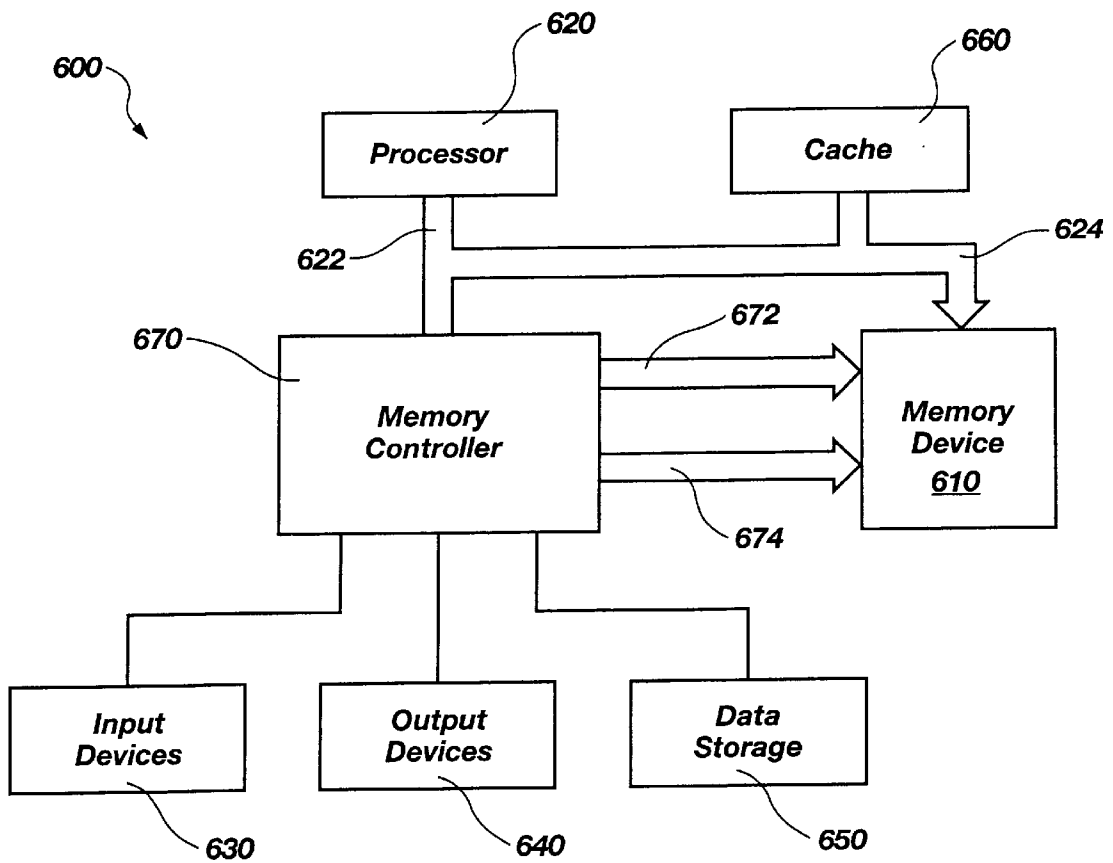 620
660
600
Processor
Cache
622
624
670
672
Memory
Controller
Memory
Device
610
674
Input
Devices
Output
Devices
Data
Storage
630
640
650